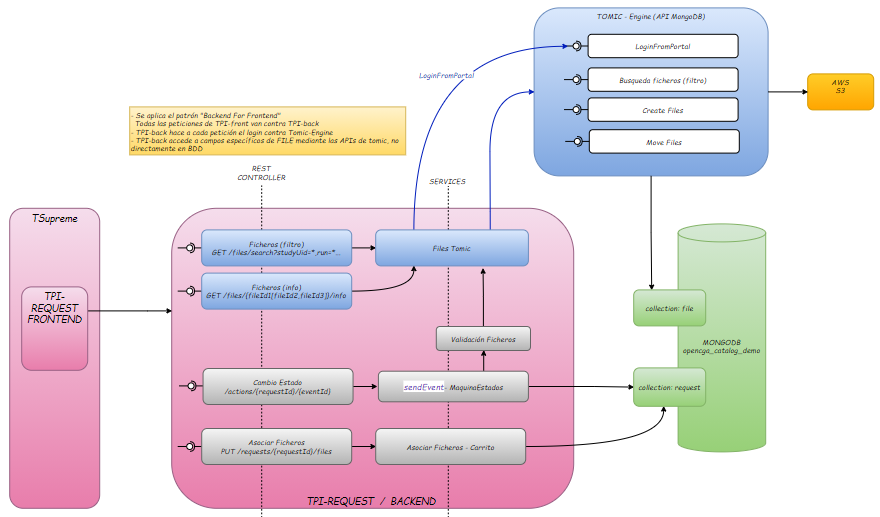 TOMIC - Engine (API MongoDB)
LoginFromPortal
Busqueda ficheros (filtro)
Create Files
Move Files
AWS
S3
LoginFromPortal
- Se aplica el patrón "Backend For Frontend"
Todas las peticiones de TPI-front van contra TPI-back
- TPI-back hace a cada petición el login contra Tomic-Engine
- TPI-back accede a campos específicos de FILE mediante las APIs de tomic, no
directamente en BDD
REST
CONTROLLER
SERVICES
TSupreme
TPI-
REQUEST
FRONTEND
Ficheros (filtro)
GET /files/search?studyUid=*,run=*...
Files Tomic
Ficheros (info)
GET /files/{fileId1[fileId2,fileId3]}/info
Validación Ficheros
Cambio Estado
/actions/{requestId}/{eventId}
sendEvent- MaquinaEstados
Asociar Ficheros
PUT /requests/{requestId}/files
Asociar Ficheros - Carrito
TPI-REQUEST / BACKEND
collection: file
MONGODB
opencga_catalog_demo
collection: request